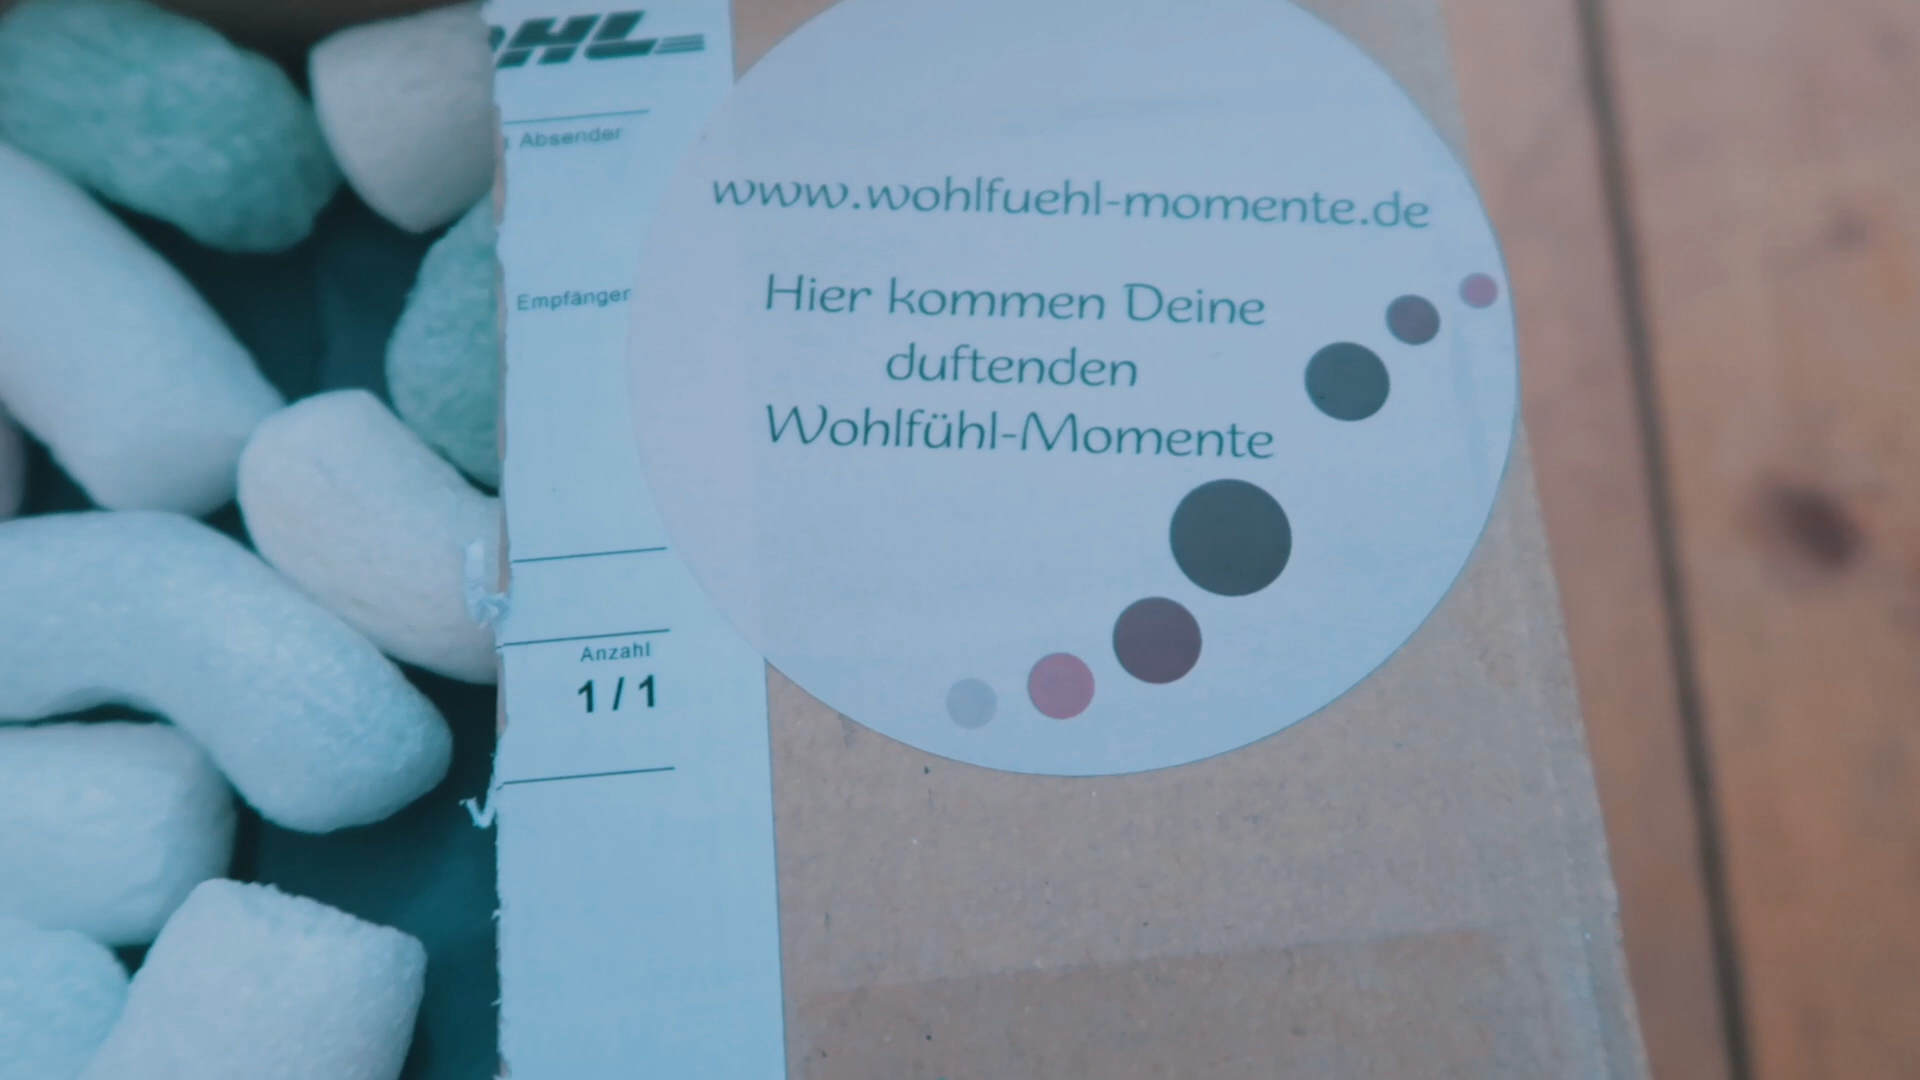 DHL
Absender
Empfänger
Anzahl
1 / 1
www.wohlfuehl-momente.de
Hier kommen Deine
duftenden
Wohlfühl-Momente